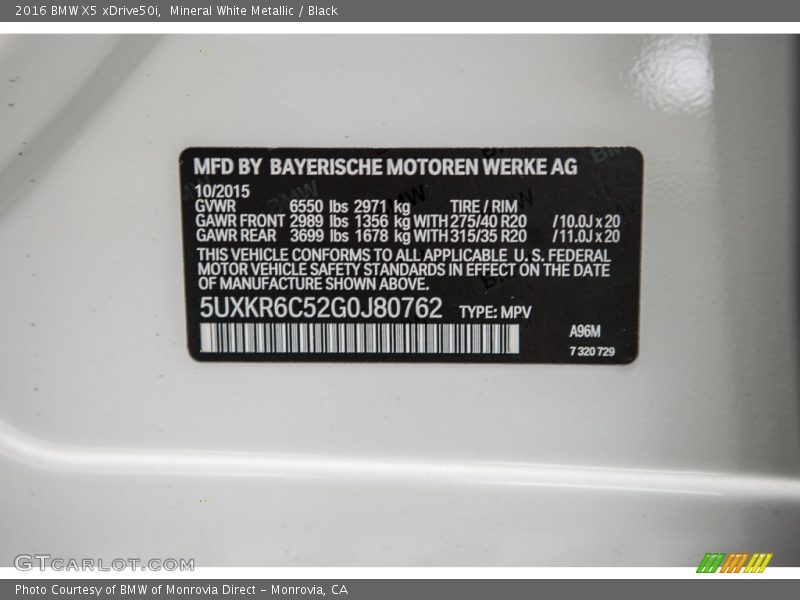 2016 BMW X5 xDrive50i, Mineral White Metallic / Black
MFD BY BAYERISCHE MOTOREN WERKE AG
10/2015
GVWR 6550 lbs 2971 kg TIRE / RIM
GAWR FRONT 2989 lbs 1356 kg WITH 275/40 R20 /10.0J x 20
GAWR REAR 3699 lbs 1678 kg WITH 315/35 R20 /11.0J x 20
THIS VEHICLE CONFORMS TO ALL APPLICABLE U. S. FEDERAL
MOTOR VEHICLE SAFETY STANDARDS IN EFFECT ON THE DATE
OF MANUFACTURE SHOWN ABOVE.
5UXKR6C52G0J80762 TYPE: MPV
A96M
7 320 729
GTCARLOT.COM
Photo Courtesy of BMW of Monrovia Direct – Monrovia, CA